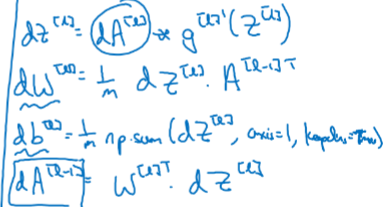 dZ^[l] = dA^[l] * g^[l]'(Z^[l])
dW^[l] = 1/m dZ^[l] · A^[l-1]T
db^[l] = 1/m np.sum(dZ^[l], axis=1, keepdims=True)
dA^[l-1] = W^[l]T · dZ^[l]